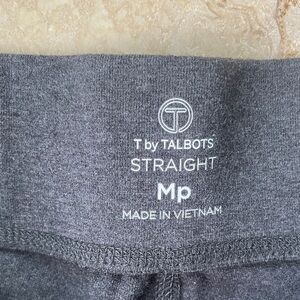 T
T by TALBOTS
STRAIGHT
Mp
MADE IN VIETNAM